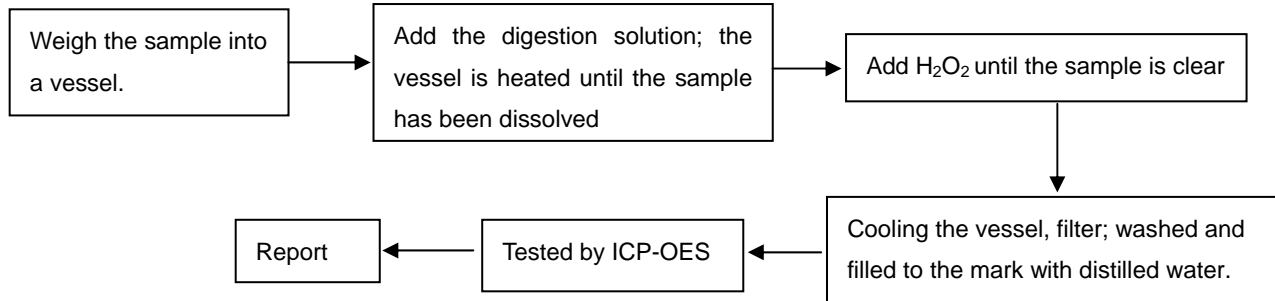 Weigh the sample into
a vessel.
Add the digestion solution; the
vessel is heated until the sample
has been dissolved
Add H₂O₂ until the sample is clear
Cooling the vessel, filter; washed and
filled to the mark with distilled water.
Tested by ICP-OES
Report